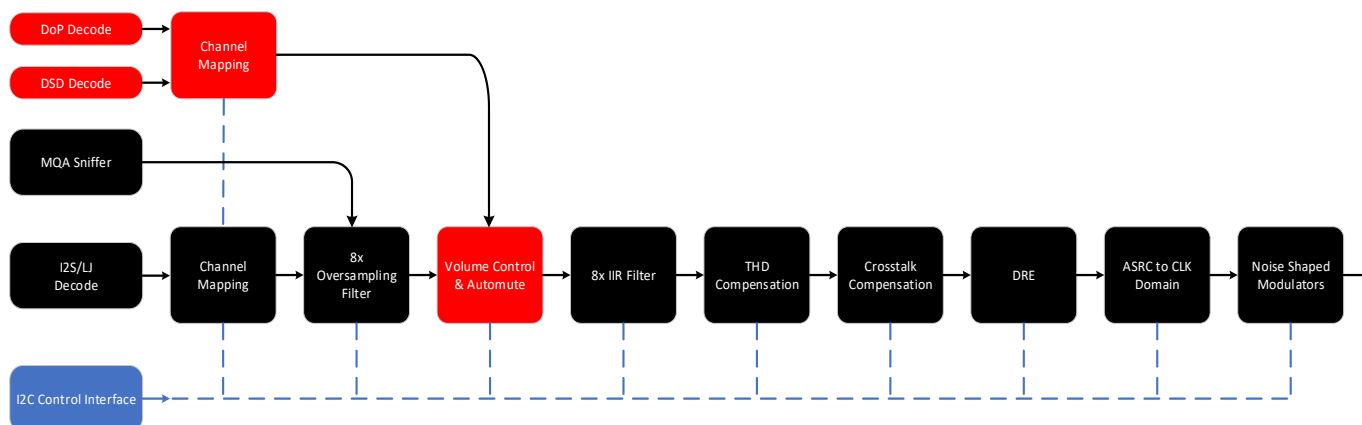 DoP Decode
DSD Decode
Channel
Mapping
MQA Sniffer
I2S/LJ
Decode
Channel
Mapping
8x
Oversampling
Filter
Volume Control
& Automute
8x IIR Filter
THD
Compensation
Crosstalk
Compensation
DRE
ASRC to CLK
Domain
Noise Shaped
Modulators
I2C Control Interface